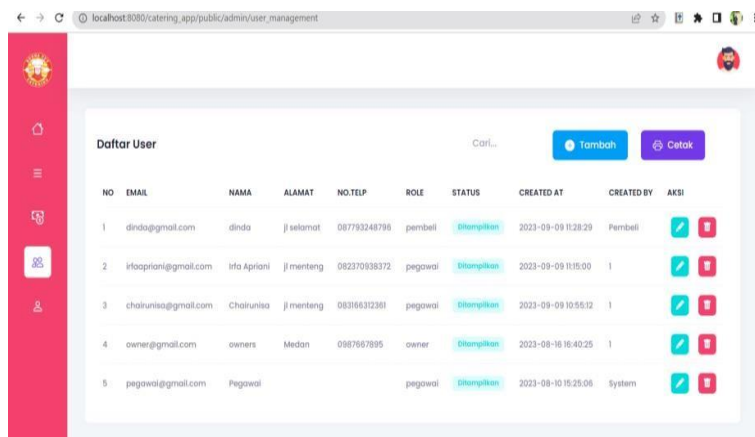 localhost:8080/catering_app/public/admin/user_management
Daftar User
Cari...
Tambah
Cetak
NO EMAIL NAMA ALAMAT NO.TELP ROLE STATUS CREATED AT CREATED BY AKSI
1 dinda@gmail.com dinda jl selamat 087793248796 pembeli Ditampilkan 2023-09-09 11:28:29 Pembeli
2 irfaapriani@gmail.com Irfa Apriani jl menteng 082370938372 pegawai Ditampilkan 2023-09-09 11:15:00 1
3 chairunisa@gmail.com Chairunisa jl menteng 083166312361 pegawai Ditampilkan 2023-09-09 10:55:12 1
4 owner@gmail.com owners Medan 0987667895 owner Ditampilkan 2023-08-16 16:40:25 1
5 pegawai@gmail.com Pegawai pegawai Ditampilkan 2023-08-10 15:25:06 System